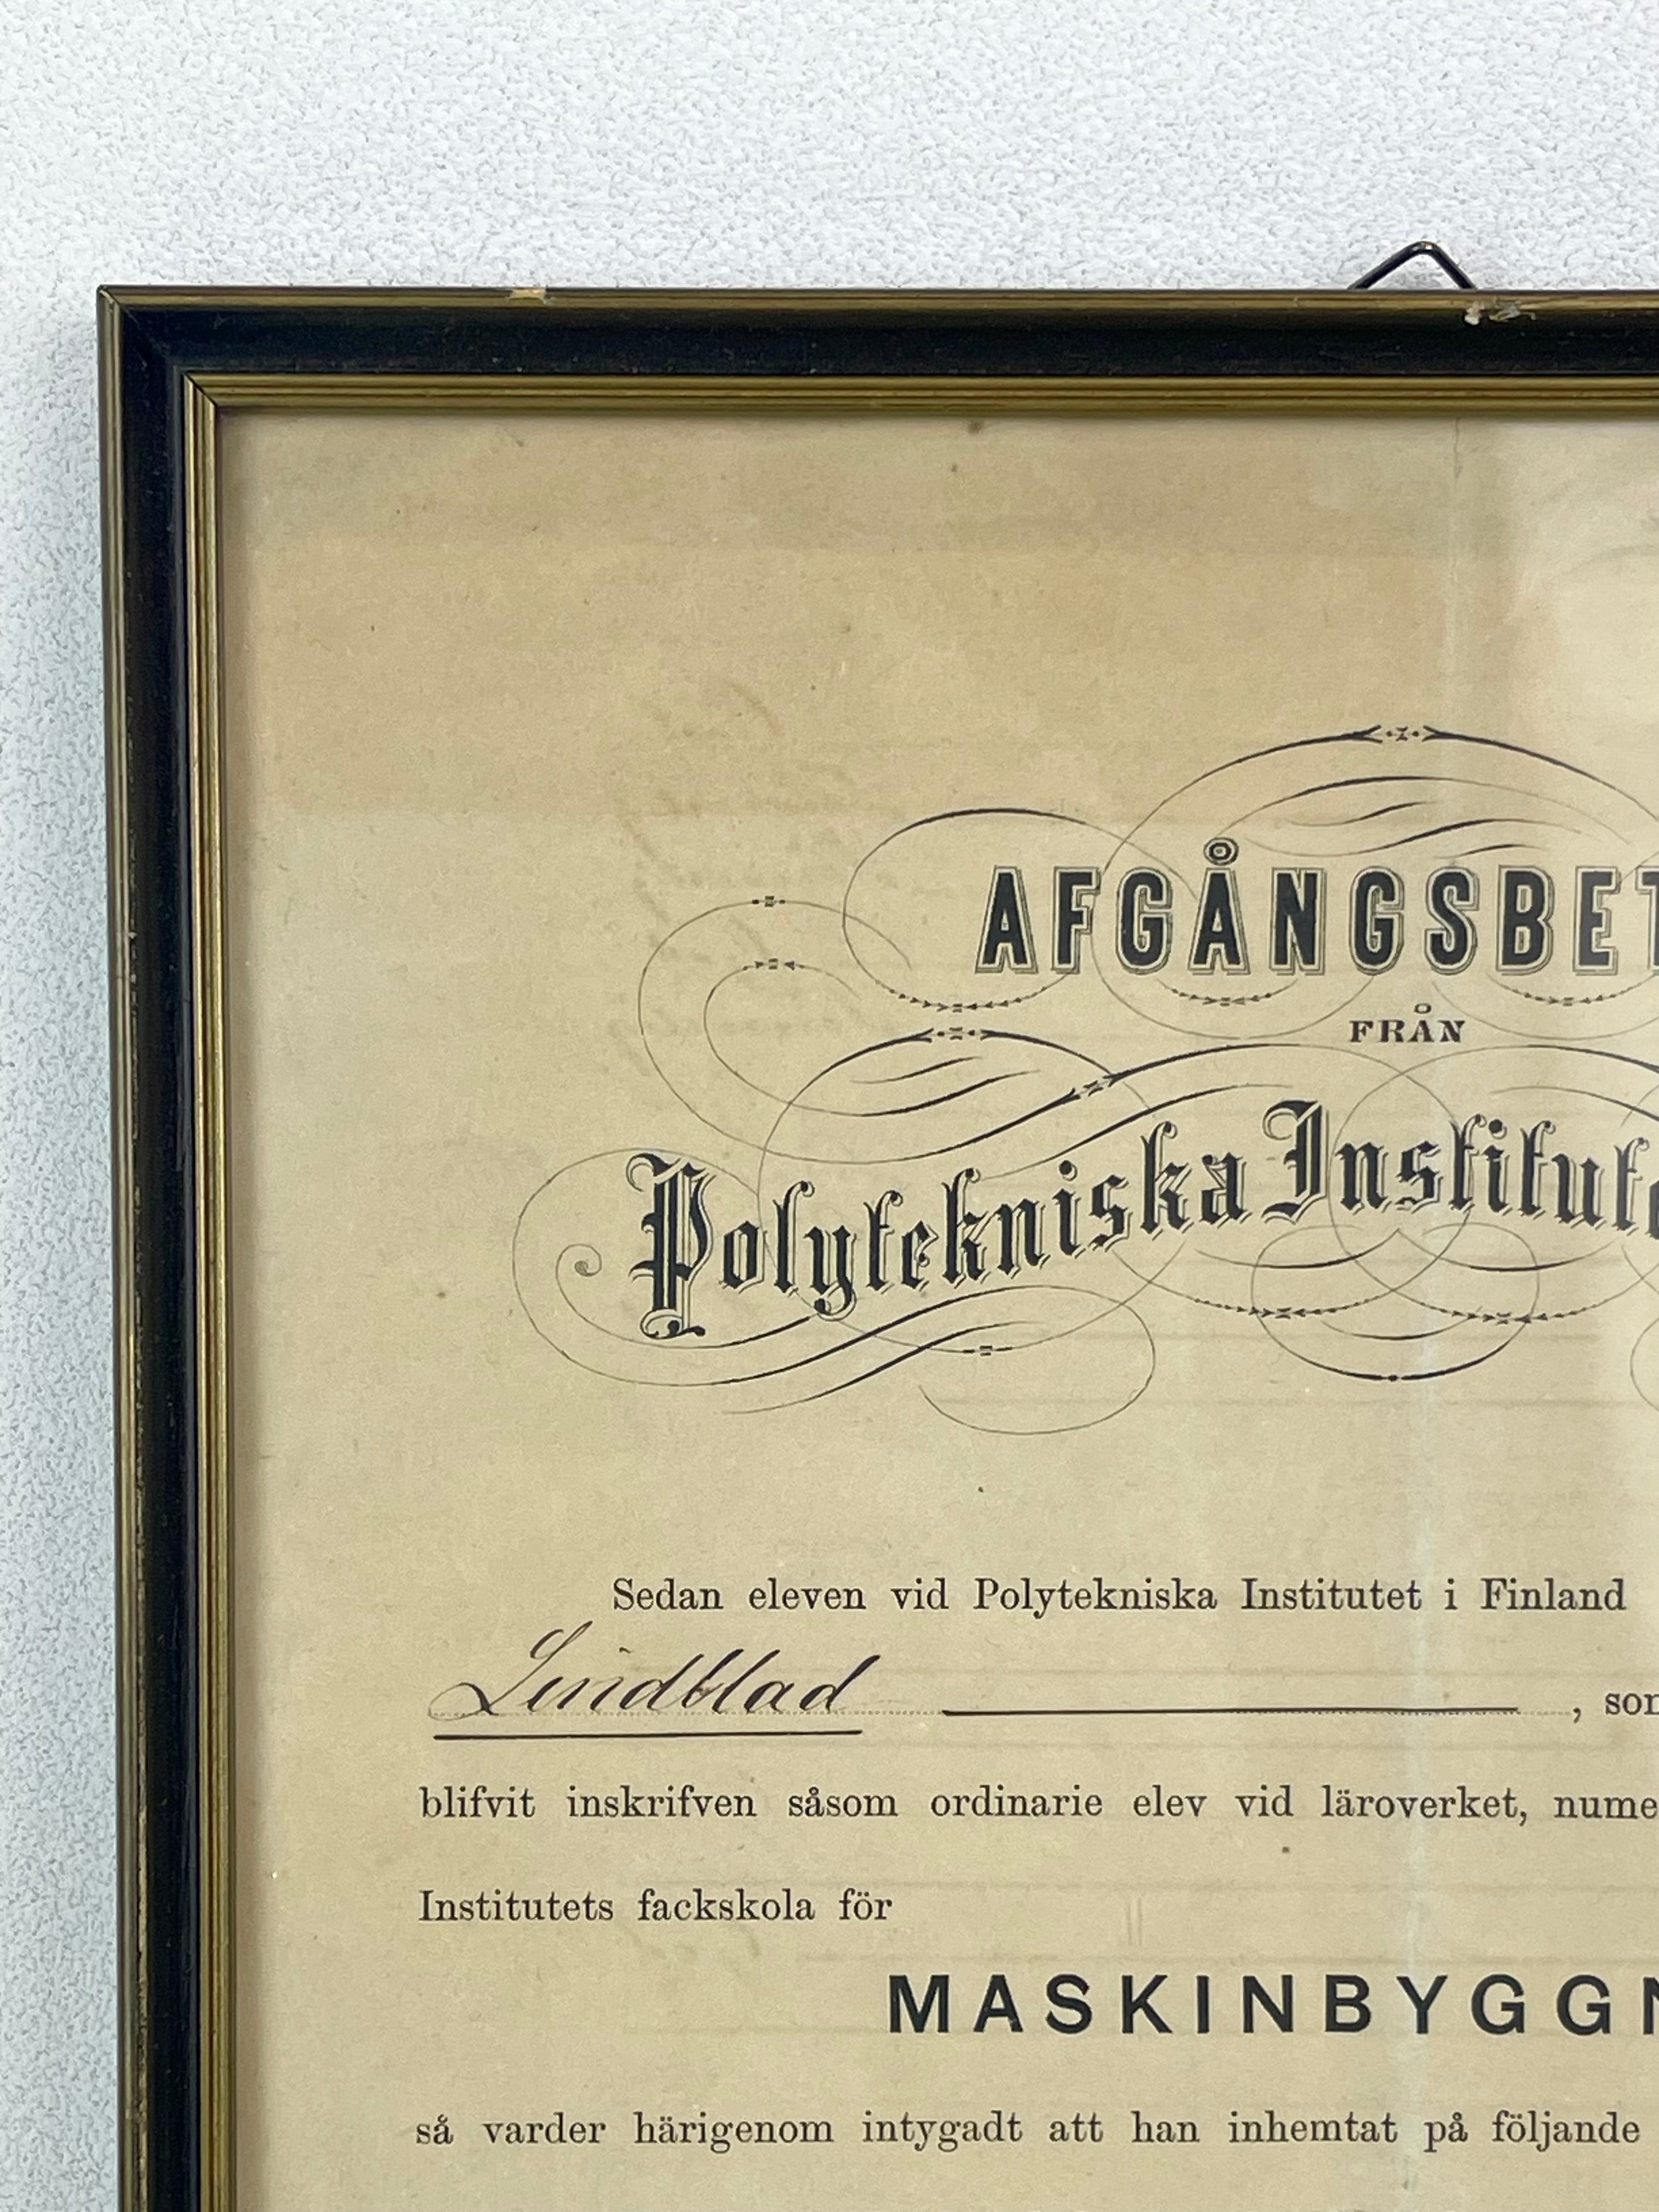 AFGÅNGSBET
FRÅN
Polytekniska Institute
Sedan eleven vid Polytekniska Institutet i Finland
Lindblad , som
blifvit inskrifven såsom ordinarie elev vid läroverket, nume
Institutets fackskola för
MASKINBYGGN
så varder härigenom intygadt att han inhemtat på följande